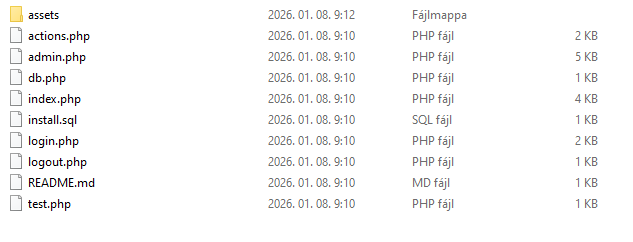 assets 2026. 01. 08. 9:12 Fájlmappa
actions.php 2026. 01. 08. 9:10 PHP fájl 2 KB
admin.php 2026. 01. 08. 9:10 PHP fájl 5 KB
db.php 2026. 01. 08. 9:10 PHP fájl 1 KB
index.php 2026. 01. 08. 9:10 PHP fájl 4 KB
install.sql 2026. 01. 08. 9:10 SQL fájl 1 KB
login.php 2026. 01. 08. 9:10 PHP fájl 2 KB
logout.php 2026. 01. 08. 9:10 PHP fájl 1 KB
README.md 2026. 01. 08. 9:10 MD fájl 1 KB
test.php 2026. 01. 08. 9:10 PHP fájl 1 KB